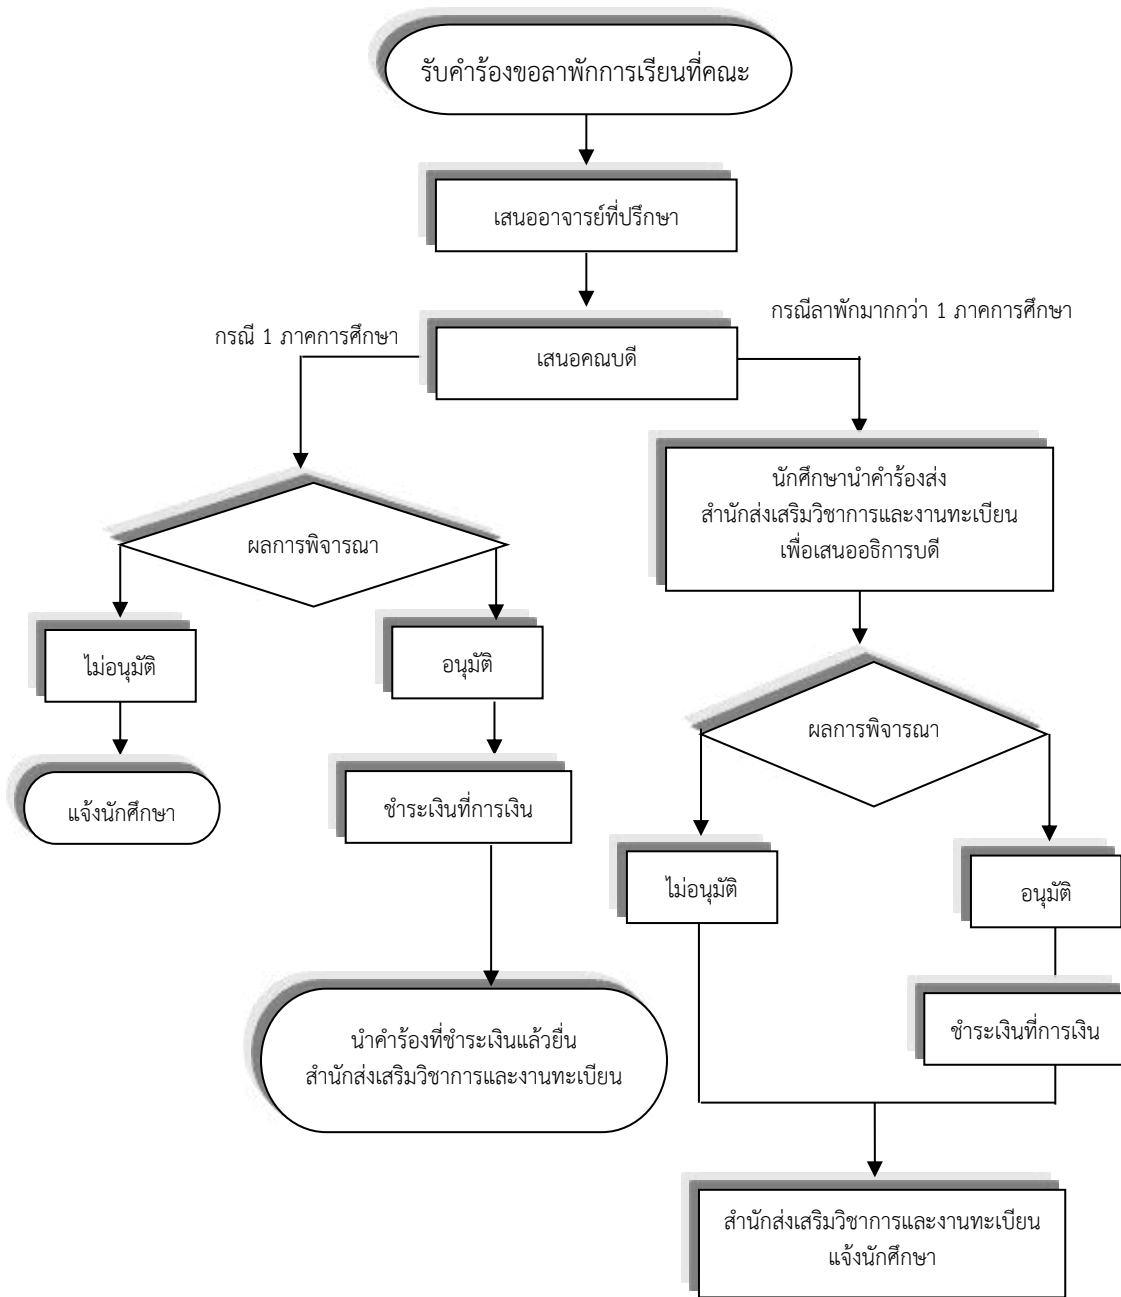 รับคำร้องขอลาพักการเรียนที่คณะ
เสนออาจารย์ที่ปรึกษา
กรณีลาพักมากกว่า 1 ภาคการศึกษา
กรณี 1 ภาคการศึกษา
เสนอคณบดี
นักศึกษานำคำร้องส่ง
สำนักส่งเสริมวิชาการและงานทะเบียน
เพื่อเสนออธิการบดี
ผลการพิจารณา
ไม่อนุมัติ
อนุมัติ
แจ้งนักศึกษา
ชำระเงินที่การเงิน
นำคำร้องที่ชำระเงินแล้วยื่น
สำนักส่งเสริมวิชาการและงานทะเบียน
ผลการพิจารณา
ไม่อนุมัติ
อนุมัติ
ชำระเงินที่การเงิน
สำนักส่งเสริมวิชาการและงานทะเบียน
แจ้งนักศึกษา